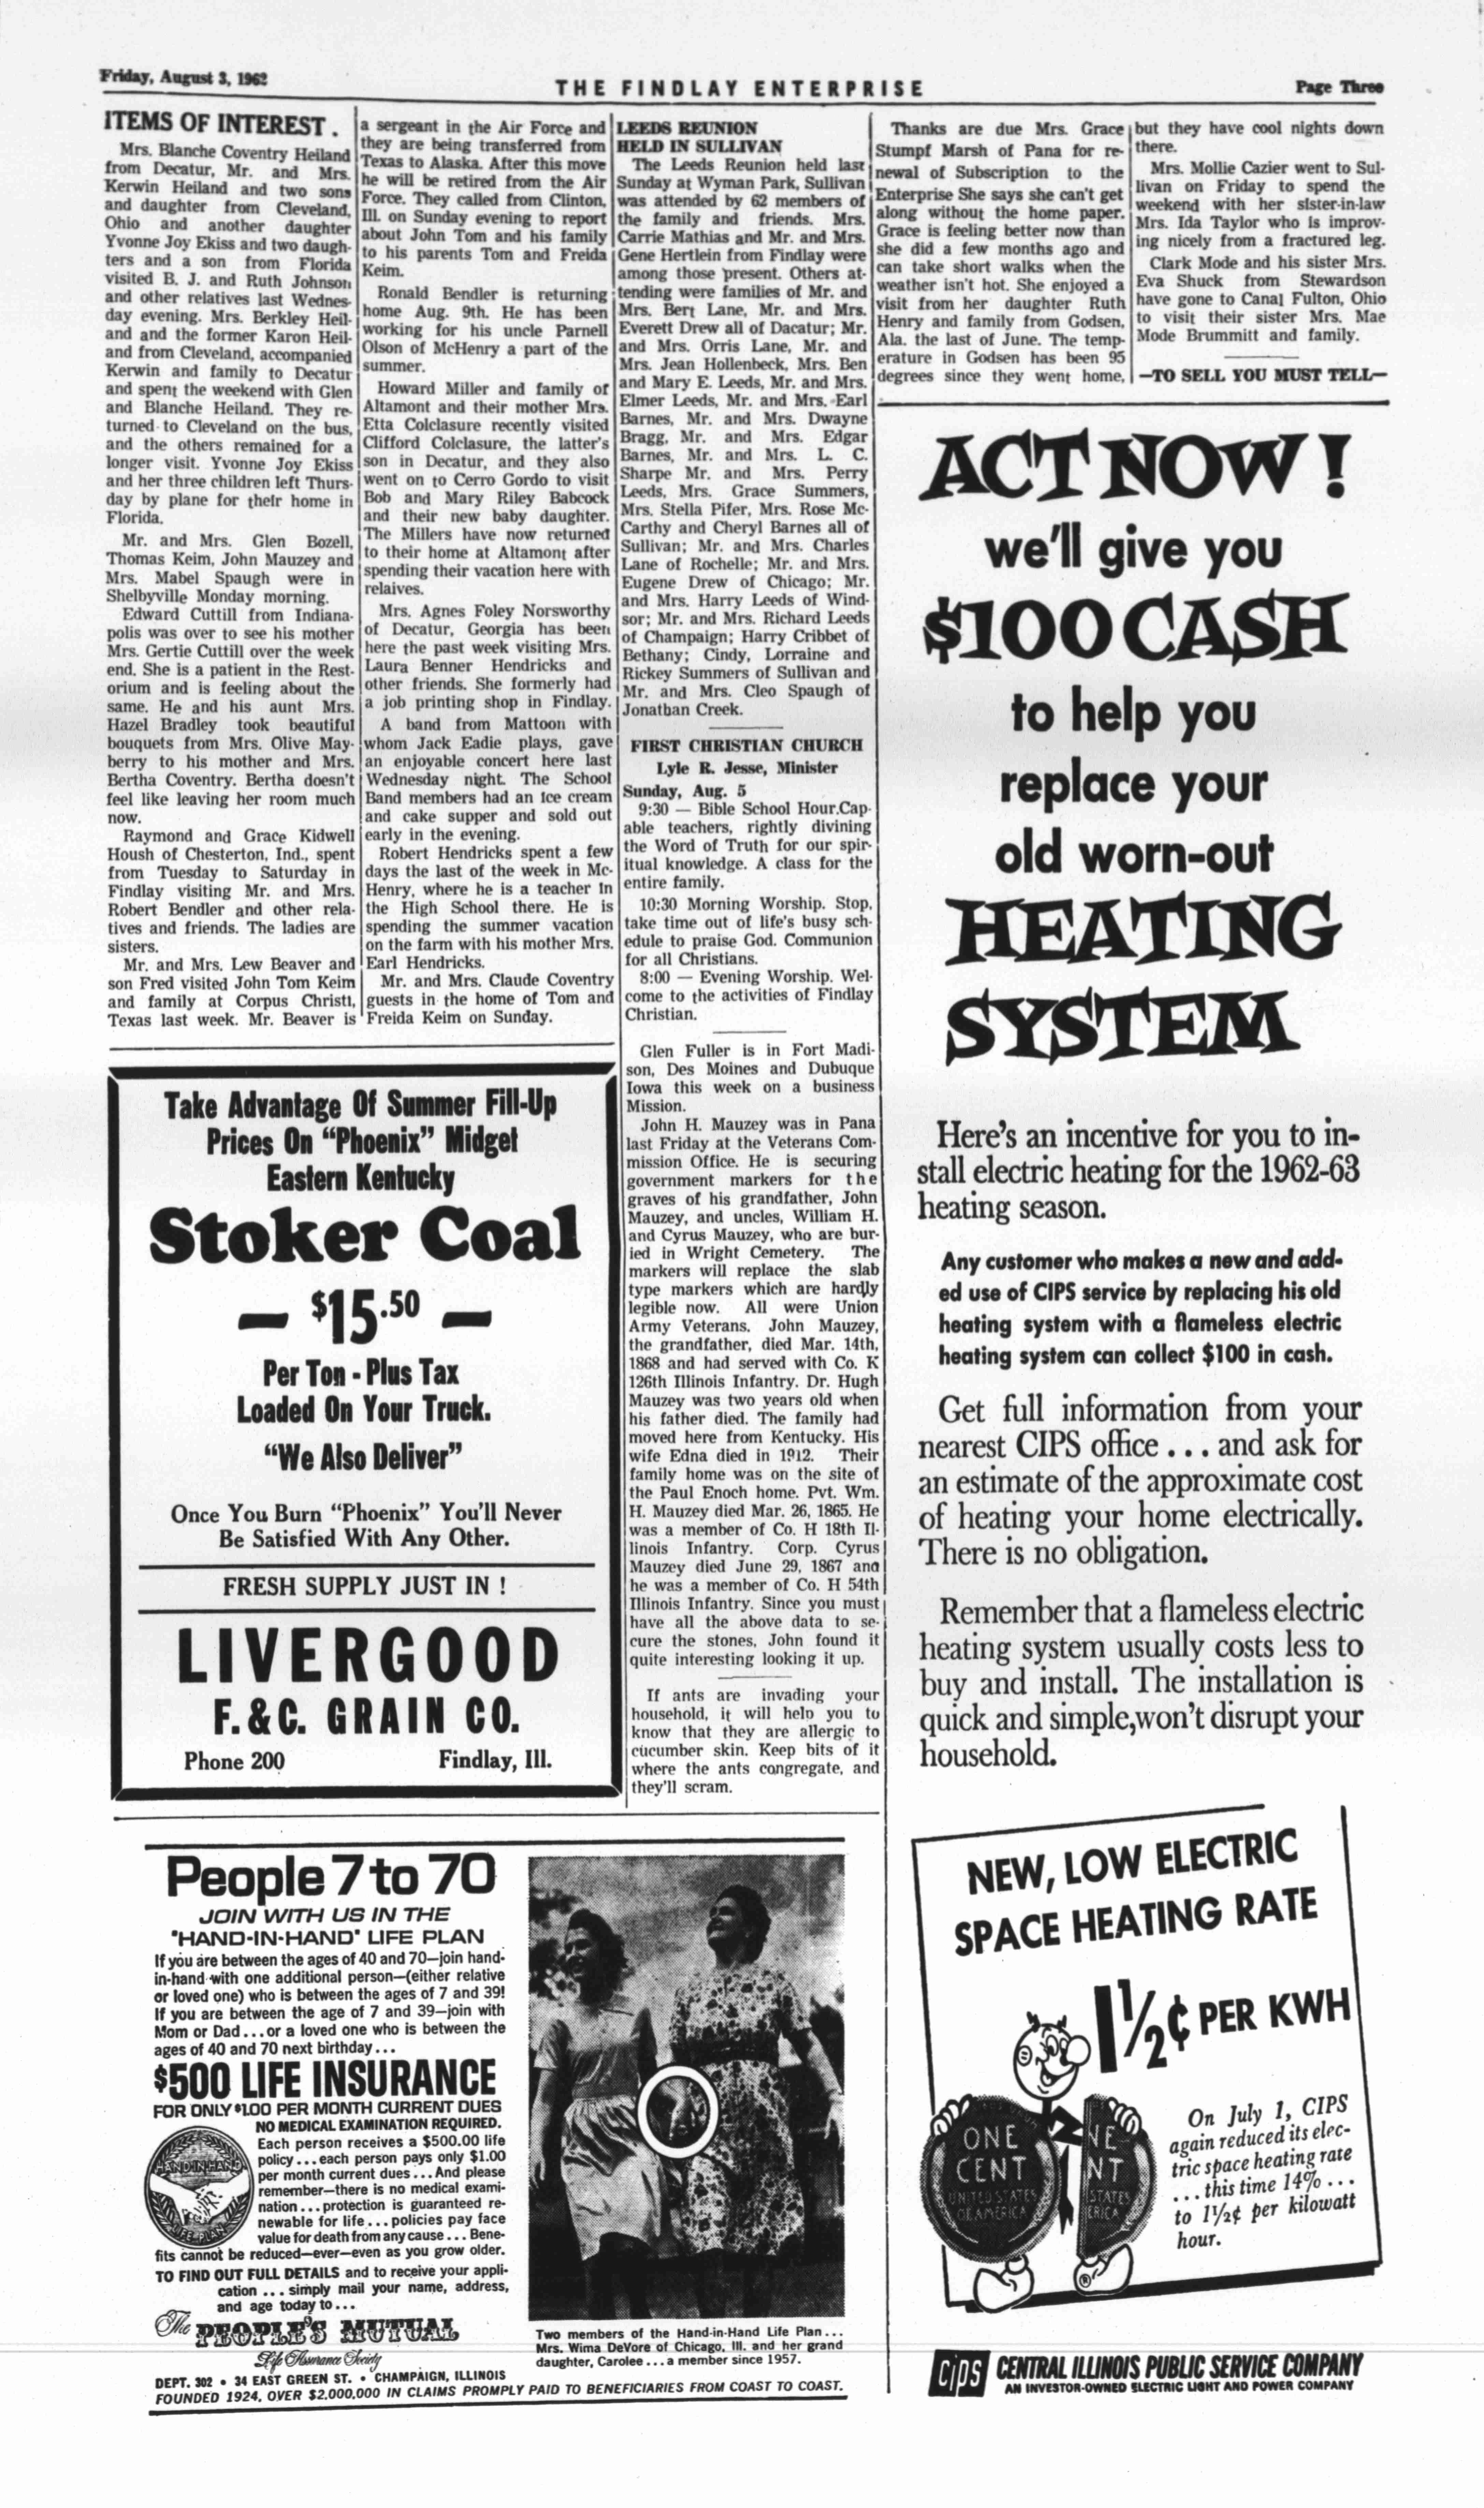 Friday, August 3, 1962
THE FINDLAY ENTERPRISE
Page Three
ITEMS OF INTEREST .
Mrs. Blanche Coventry Heiland
from Decatur, Mr. and Mrs.
Kerwin Heiland and two sons
and daughter from Cleveland,
Ohio and another daughter
Yvonne Joy Ekiss and two daugh-
ters and a son from Florida
visited B. J. and Ruth Johnson
and other relatives last Wednes-
day evening. Mrs. Berkley Heil-
and and the former Karon Heil-
and from Cleveland, accompanied
Kerwin and family to Decatur
and spent the weekend with Glen
and Blanche Heiland. They re-
turned to Cleveland on the bus,
and the others remained for a
longer visit. Yvonne Joy Ekiss
and her three children left Thurs-
day by plane for their home in
Florida.
Mr. and Mrs. Glen Bozell,
Thomas Keim, John Mauzey and
Mrs. Mabel Spaugh were in
Shelbyville Monday morning.
Edward Cuttill from Indiana-
polis was over to see his mother
Mrs. Gertie Cuttill over the week
end. She is a patient in the Rest-
orium and is feeling about the
same. He and his aunt Mrs.
Hazel Bradley took beautiful
bouquets from Mrs. Olive May-
berry to his mother and Mrs.
Bertha Coventry. Bertha doesn't
feel like leaving her room much
now.
Raymond and Grace Kidwell
Housh of Chesterton, Ind., spent
from Tuesday to Saturday in
Findlay visiting Mr. and Mrs.
Robert Bendler and other rela-
tives and friends. The ladies are
sisters.
Mr. and Mrs. Lew Beaver and
son Fred visited John Tom Keim
and family at Corpus Christi,
Texas last week. Mr. Beaver is
a sergeant in the Air Force and
they are being transferred from
Texas to Alaska. After this move
he will be retired from the Air
Force. They called from Clinton,
Ill. on Sunday evening to report
about John Tom and his family
to his parents Tom and Freida
Keim.
Ronald Bendler is returning
home Aug. 9th. He has been
working for his uncle Parnell
Olson of McHenry a part of the
summer.
Howard Miller and family of
Altamont and their mother Mrs.
Etta Colclasure recently visited
Clifford Colclasure, the latter's
son in Decatur, and they also
went on to Cerro Gordo to visit
Bob and Mary Riley Babcock
and their new baby daughter.
The Millers have now returned
to their home at Altamont after
spending their vacation here with
relaives.
Mrs. Agnes Foley Norsworthy
of Decatur, Georgia has been
here the past week visiting Mrs.
Laura Benner Hendricks and
other friends. She formerly had
a job printing shop in Findlay.
A band from Mattoon with
whom Jack Eadie plays, gave
an enjoyable concert here last
Wednesday night. The School
Band members had an ice cream
and cake supper and sold out
early in the evening.
Robert Hendricks spent a few
days the last of the week in Mc-
Henry, where he is a teacher in
the High School there. He is
spending the summer vacation
on the farm with his mother Mrs.
Earl Hendricks.
Mr. and Mrs. Claude Coventry
guests in the home of Tom and
Freida Keim on Sunday.
LEEDS REUNION
HELD IN SULLIVAN
The Leeds Reunion held last
Sunday at Wyman Park, Sullivan
was attended by 62 members of
the family and friends. Mrs.
Carrie Mathias and Mr. and Mrs.
Gene Hertlein from Findlay were
among those present. Others at-
tending were families of Mr. and
Mrs. Bert Lane, Mr. and Mrs.
Everett Drew all of Dacatur; Mr.
and Mrs. Orris Lane, Mr. and
Mrs. Jean Hollenbeck, Mrs. Ben
and Mary E. Leeds, Mr. and Mrs.
Elmer Leeds, Mr. and Mrs. Earl
Barnes, Mr. and Mrs. Dwayne
Bragg, Mr. and Mrs. Edgar
Barnes, Mr. and Mrs. L. C.
Sharpe Mr. and Mrs. Perry
Leeds, Mrs. Grace Summers,
Mrs. Stella Pifer, Mrs. Rose Mc-
Carthy and Cheryl Barnes all of
Sullivan; Mr. and Mrs. Charles
Lane of Rochelle; Mr. and Mrs.
Eugene Drew of Chicago; Mr.
and Mrs. Harry Leeds of Wind-
sor; Mr. and Mrs. Richard Leeds
of Champaign; Harry Cribbet of
Bethany; Cindy, Lorraine and
Rickey Summers of Sullivan and
Mr. and Mrs. Cleo Spaugh of
Jonathan Creek.
FIRST CHRISTIAN CHURCH
Lyle R. Jesse, Minister
Sunday, Aug. 5
9:30 — Bible School Hour.Cap-
able teachers, rightly dividing
the Word of Truth for our spir-
itual knowledge. A class for the
entire family.
10:30 Morning Worship. Stop,
take time out of life's busy sch-
edule to praise God. Communion
for all Christians.
8:00 — Evening Worship. Wel-
come to the activities of Findlay
Christian.
Glen Fuller is in Fort Madi-
son, Des Moines and Dubuque
Iowa this week on a business
Mission.
John H. Mauzey was in Pana
last Friday at the Veterans Com-
mission Office. He is securing
government markers for the
graves of his grandfather, John
Mauzey, and uncles, William H.
and Cyrus Mauzey, who are bur-
ied in Wright Cemetery. The
markers will replace the slab
type markers which are hardly
legible now. All were Union
Army Veterans. John Mauzey,
the grandfather, died Mar. 14th,
1868 and had served with Co. K
126th Illinois Infantry. Dr. Hugh
Mauzey was two years old when
his father died. The family had
moved here from Kentucky. His
wife Edna died in 1912. Their
family home was on the site of
the Paul Enoch home. Pvt. Wm.
H. Mauzey died Mar. 26, 1865. He
was a member of Co. H 18th Il-
linois Infantry. Corp. Cyrus
Mauzey died June 29, 1867 and
he was a member of Co. H 54th
Illinois Infantry. Since you must
have all the above data to se-
cure the stones, John found it
quite interesting looking it up.
If ants are invading your
household, it will help you to
know that they are allergic to
cucumber skin. Keep bits of it
where the ants congregate, and
they'll scram.
Thanks are due Mrs. Grace
Stumpf Marsh of Pana for re-
newal of Subscription to the
Enterprise She says she can't get
along without the home paper.
Grace is feeling better now than
she did a few months ago and
can take short walks when the
weather isn't hot. She enjoyed a
visit from her daughter Ruth
Henry and family from Godsen,
Ala. the last of June. The temp-
erature in Godsen has been 95
degrees since they went home,
but they have cool nights down
there.
Mrs. Mollie Cazier went to Sul-
livan on Friday to spend the
weekend with her sister-in-law
Mrs. Ida Taylor who is improv-
ing nicely from a fractured leg.
Clark Mode and his sister Mrs.
Eva Shuck from Stewardson
have gone to Canal Fulton, Ohio
to visit their sister Mrs. Mae
Mode Brummitt and family.
—TO SELL YOU MUST TELL—
Take Advantage Of Summer Fill-Up
Prices On "Phoenix" Midget
Eastern Kentucky
Stoker Coal
— $15.50 —
Per Ton - Plus Tax
Loaded On Your Truck.
"We Also Deliver"
Once You Burn "Phoenix" You'll Never
Be Satisfied With Any Other.
FRESH SUPPLY JUST IN !
LIVERGOOD
F. & C. GRAIN CO.
Phone 200 Findlay, Ill.
People 7 to 70
JOIN WITH US IN THE
"HAND-IN-HAND" LIFE PLAN
If you are between the ages of 40 and 70—join hand-
in-hand with one additional person—(either relative
or loved one) who is between the ages of 7 and 39!
If you are between the age of 7 and 39—join with
Mom or Dad...or a loved one who is between the
ages of 40 and 70 next birthday...
$500 LIFE INSURANCE
FOR ONLY $1.00 PER MONTH CURRENT DUES
NO MEDICAL EXAMINATION REQUIRED.
Each person receives a $500.00 life
policy...each person pays only $1.00
per month current dues...And please
remember—there is no medical exami-
nation...protection is guaranteed re-
newable for life...policies pay face
value for death from any cause...Bene-
fits cannot be reduced—ever—even as you grow older.
HAND-IN-HAND
LIFE-PLAN
TO FIND OUT FULL DETAILS and to receive your appli-
cation ... simply mail your name, address,
and age today to...
The PEOPLE'S MUTUAL
Life Assurance Society
DEPT. 302 • 34 EAST GREEN ST. • CHAMPAIGN, ILLINOIS
FOUNDED 1924, OVER $2,000,000 IN CLAIMS PROMPLY PAID TO BENEFICIARIES FROM COAST TO COAST.
Two members of the Hand-in-Hand Life Plan...
Mrs. Wima DeVore of Chicago, Ill. and her grand
daughter, Carolee...a member since 1957.
ACT NOW!
we'll give you
$100 CASH
to help you
replace your
old worn-out
HEATING
SYSTEM
Here's an incentive for you to in-
stall electric heating for the 1962-63
heating season.
Any customer who makes a new and add-
ed use of CIPS service by replacing his old
heating system with a flameless electric
heating system can collect $100 in cash.
Get full information from your
nearest CIPS office ... and ask for
an estimate of the approximate cost
of heating your home electrically.
There is no obligation.
Remember that a flameless electric
heating system usually costs less to
buy and install. The installation is
quick and simple,won't disrupt your
household.
NEW, LOW ELECTRIC
SPACE HEATING RATE
1½¢ PER KWH
ONE
CENT
UNITED STATES
OF AMERICA
NE
NT
STATES
ERICA
®
On July 1, CIPS
again reduced its elec-
tric space heating rate
...this time 14%...
to 1½¢ per kilowatt
hour.
CIPS
CENTRAL ILLINOIS PUBLIC SERVICE COMPANY
AN INVESTOR-OWNED ELECTRIC LIGHT AND POWER COMPANY